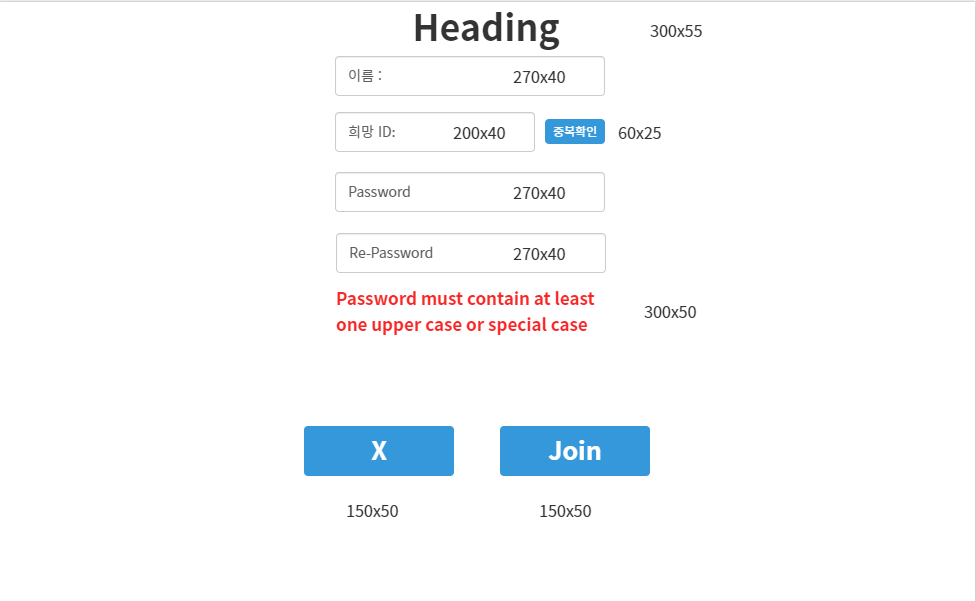 Heading 300x55
이름 : 270x40
희망 ID: 200x40 중복확인 60x25
Password 270x40
Re-Password 270x40
Password must contain at least
one upper case or special case
300x50
X Join
150x50 150x50